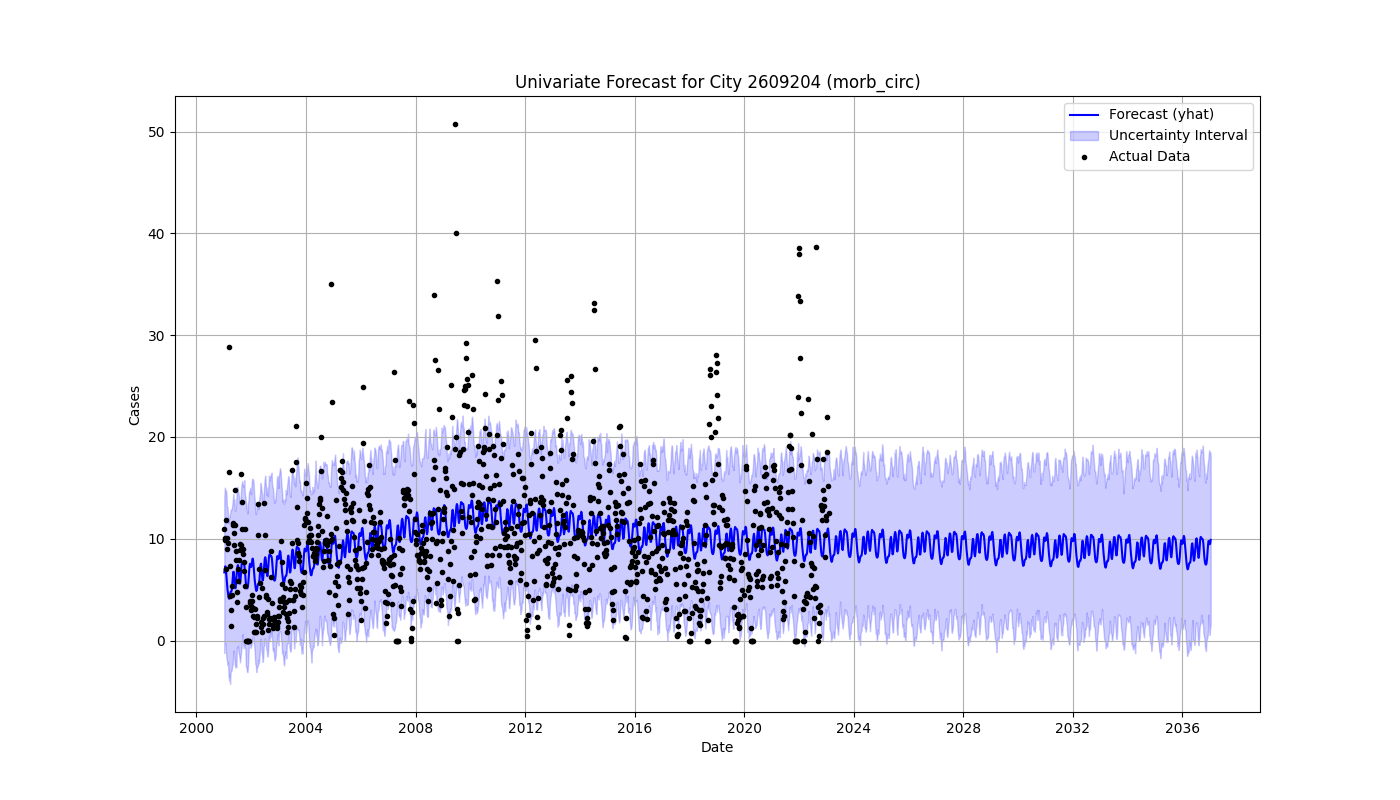 Univariate Forecast for City 2609204 (morb_circ)
Forecast (yhat)
Uncertainty Interval
Actual Data
Cases
50
40
30
20
10
0
2000 2004 2008 2012 2016 2020 2024 2028 2032 2036
Date